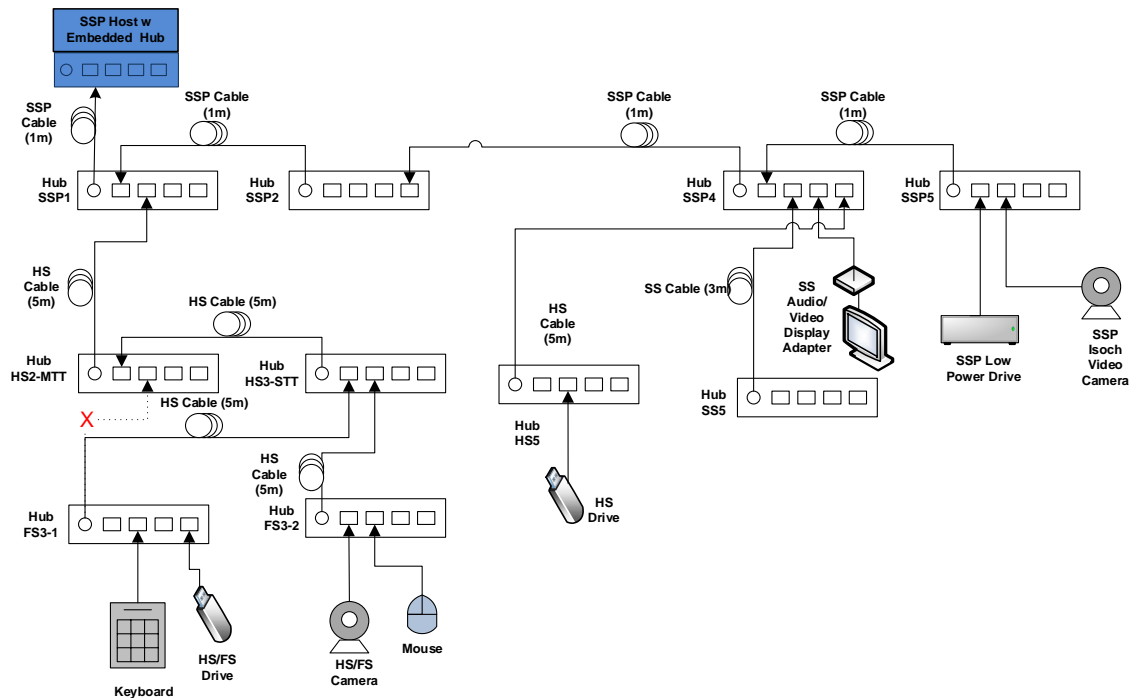 SSP Host w
Embedded Hub
SSP
Cable
(1m)
SSP Cable
(1m)
SSP Cable
(1m)
SSP Cable
(1m)
Hub
SSP1
Hub
SSP2
Hub
SSP4
Hub
SSP5
HS
Cable
(5m)
HS Cable (5m)
HS
Cable
(5m)
SS Cable (3m)
SS
Audio/
Video
Display
Adapter
SSP Low
Power Drive
SSP
Isoch
Video
Camera
Hub
HS2-MTT
Hub
HS3-STT
X
HS Cable (5m)
Hub
HS5
Hub
SS5
HS
Cable
(5m)
HS
Drive
Hub
FS3-1
Hub
FS3-2
Keyboard
HS/FS
Drive
HS/FS
Camera
Mouse